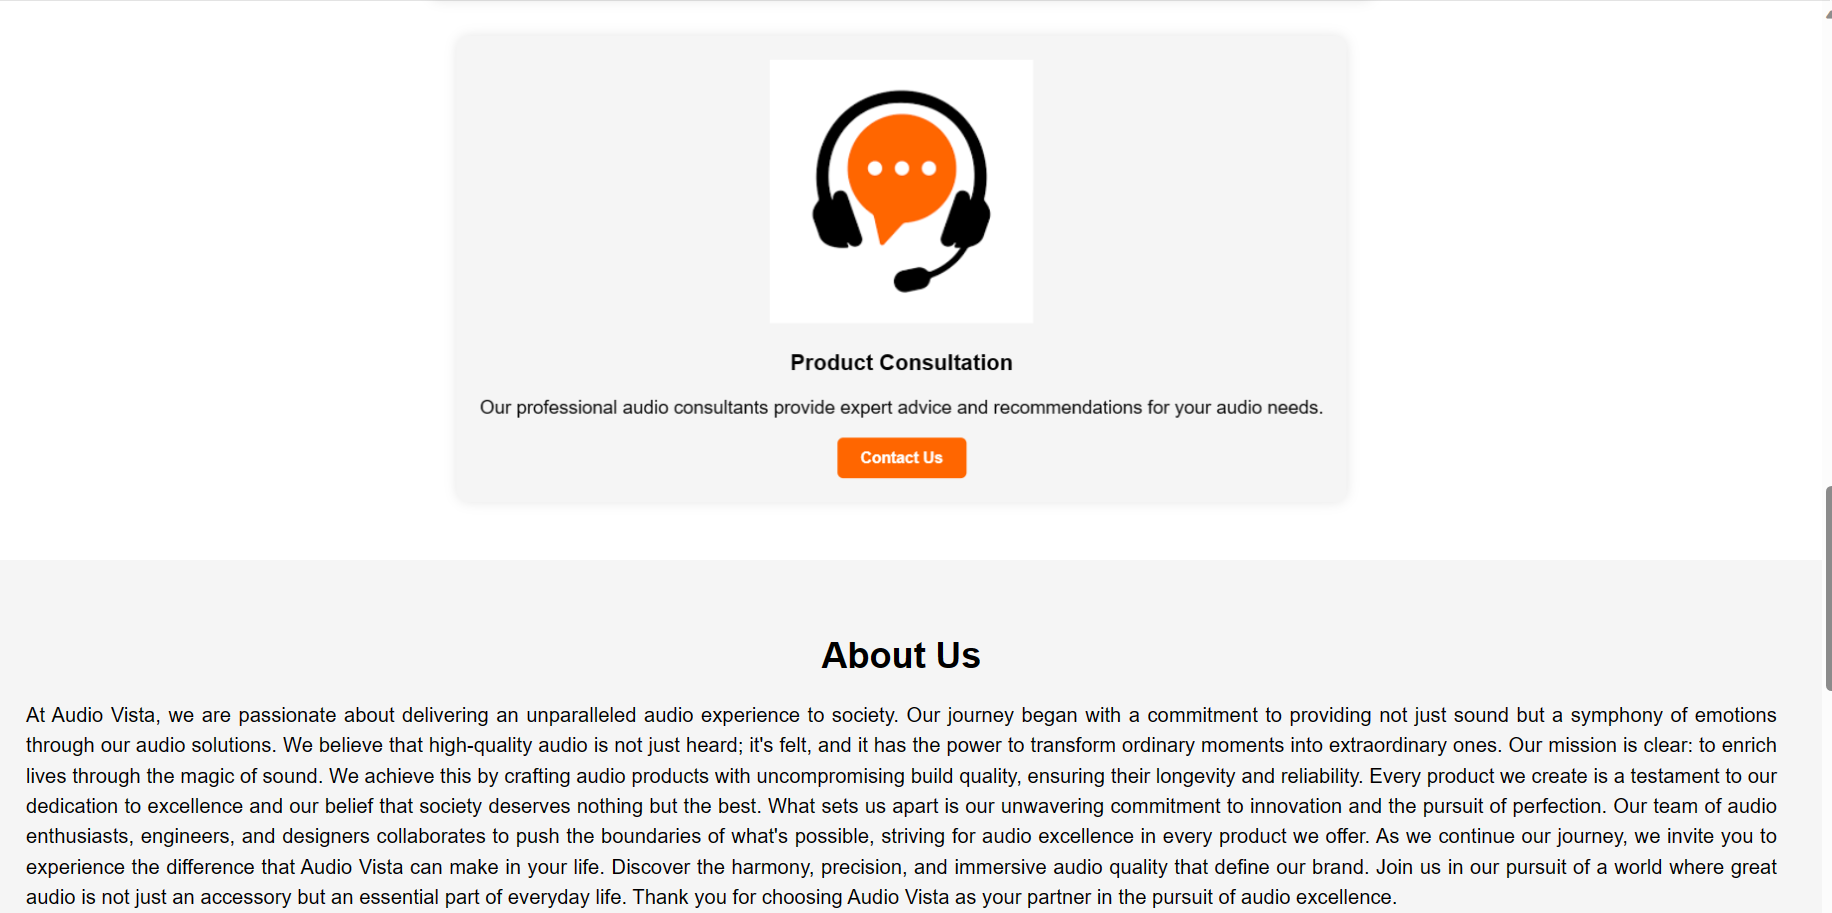 Product Consultation
Our professional audio consultants provide expert advice and recommendations for your audio needs.
Contact Us
About Us
At Audio Vista, we are passionate about delivering an unparalleled audio experience to society. Our journey began with a commitment to providing not just sound but a symphony of emotions
through our audio solutions. We believe that high-quality audio is not just heard; it's felt, and it has the power to transform ordinary moments into extraordinary ones. Our mission is clear: to enrich
lives through the magic of sound. We achieve this by crafting audio products with uncompromising build quality, ensuring their longevity and reliability. Every product we create is a testament to our
dedication to excellence and our belief that society deserves nothing but the best. What sets us apart is our unwavering commitment to innovation and the pursuit of perfection. Our team of audio
enthusiasts, engineers, and designers collaborates to push the boundaries of what's possible, striving for audio excellence in every product we offer. As we continue our journey, we invite you to
experience the difference that Audio Vista can make in your life. Discover the harmony, precision, and immersive audio quality that define our brand. Join us in our pursuit of a world where great
audio is not just an accessory but an essential part of everyday life. Thank you for choosing Audio Vista as your partner in the pursuit of audio excellence.